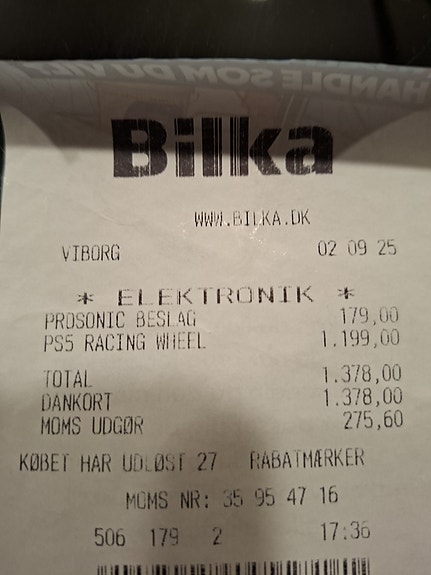 HANDLE SOM DU VIL
Bilka
WWW.BILKA.DK
VIBORG 02 09 25
* ELEKTRONIK *
PROSONIC BESLAG 179,00
PS5 RACING WHEEL 1.199,00
TOTAL 1.378,00
DANKORT 1.378,00
MOMS UDGØR 275,60
KØBET HAR UDLØST 27 RABATMÆRKER
MOMS NR: 35 95 47 16
506 179 2 17:36